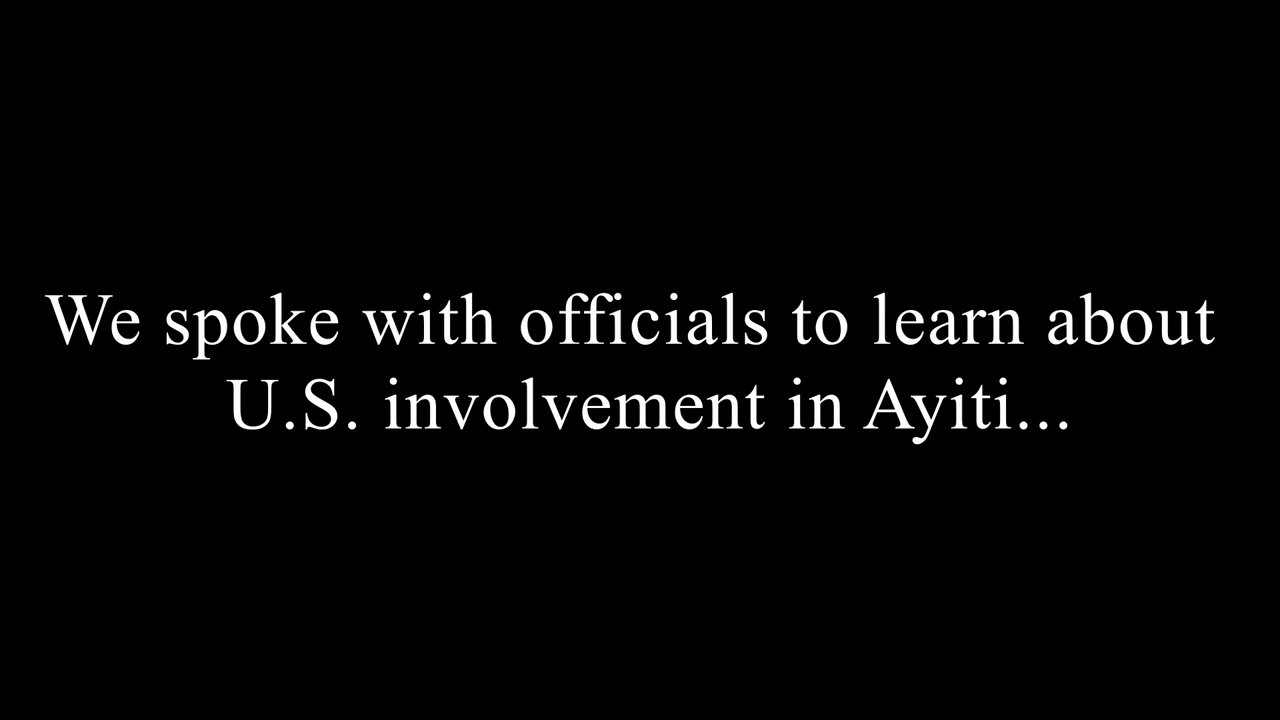 We spoke with officials to learn about
U.S. involvement in Ayiti...